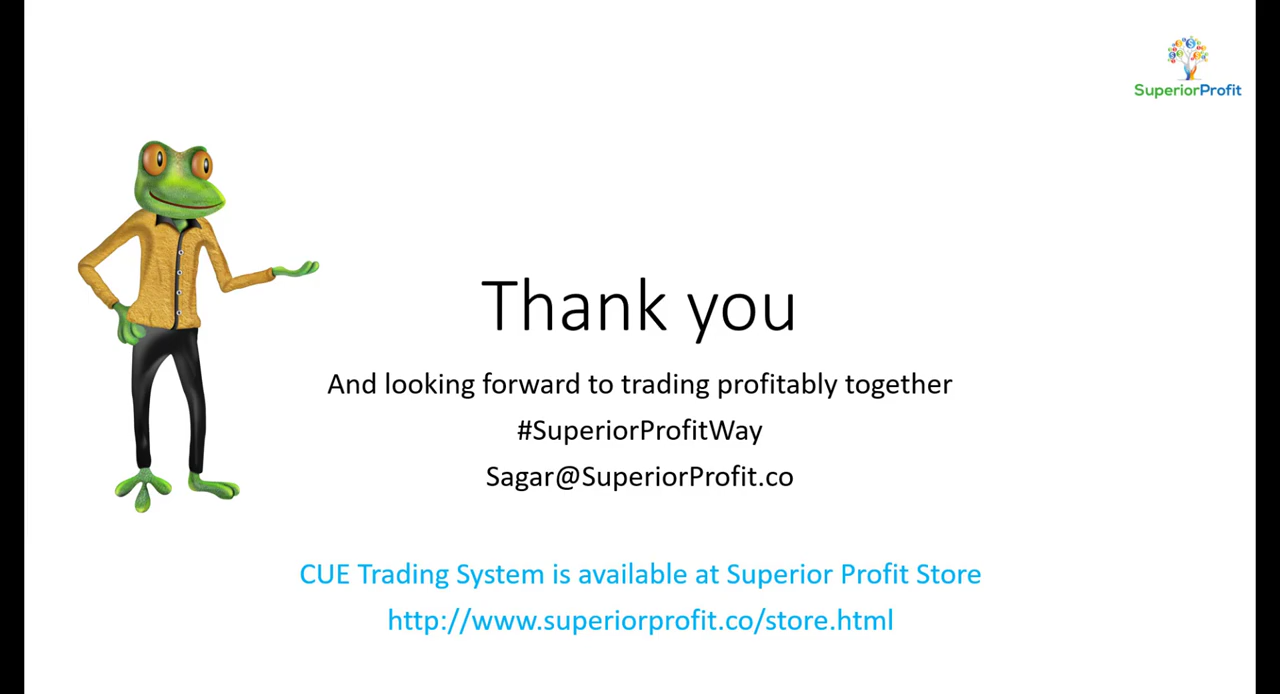 SuperiorProfit
Thank you
And looking forward to trading profitably together
#SuperiorProfitWay
Sagar@SuperiorProfit.co
CUE Trading System is available at Superior Profit Store
http://www.superiorprofit.co/store.html